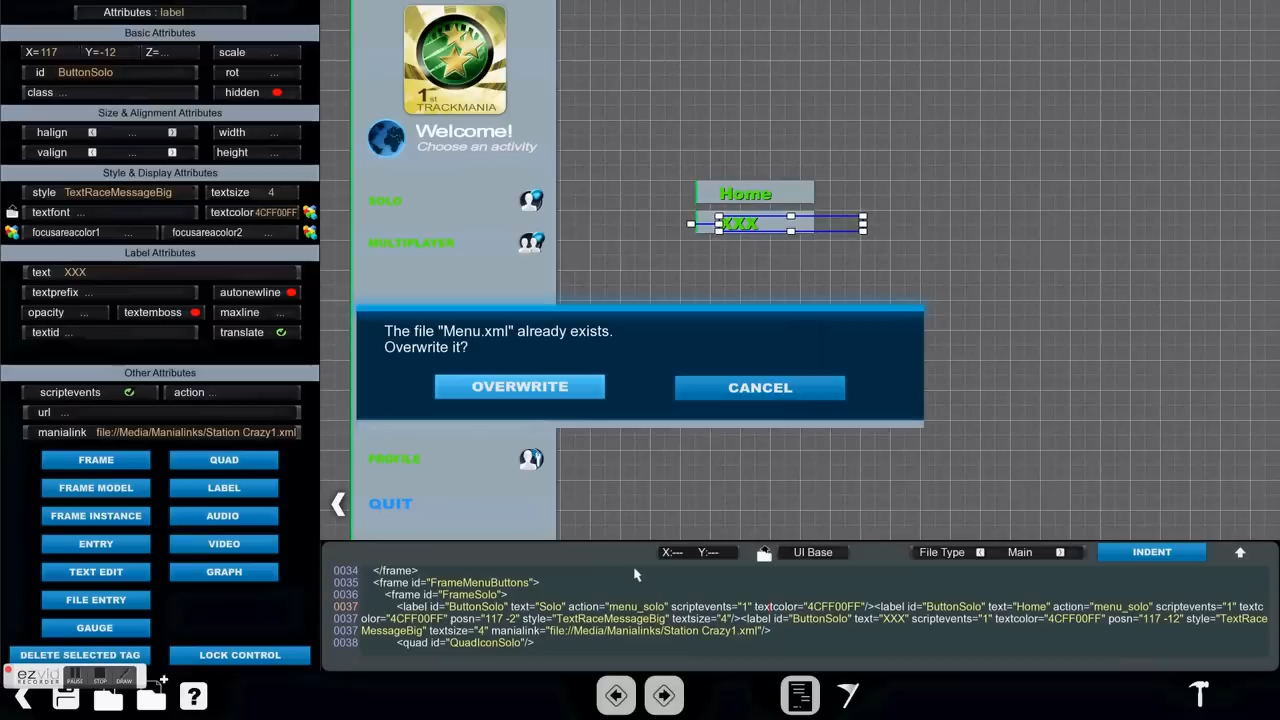 Attributes : label
Basic Attributes
X=117 Y=-12 Z=... scale ...
id ButtonSolo rot ...
class ... hidden
Size & Alignment Attributes
halign ... width ...
valign ... height ...
Style & Display Attributes
style TextRaceMessageBig textsize 4
textfont ... textcolor 4CFF00FF
focusareacolor1 ... focusareacolor2 ...
Label Attributes
text XXX
textprefix ... autonewline
opacity ... textemboss maxline ...
textid ... translate
Other Attributes
scriptevents action ...
url ...
manialink file://Media/Manialinks/Station Crazy1.xml
FRAME QUAD
FRAME MODEL LABEL
FRAME INSTANCE AUDIO
ENTRY VIDEO
TEXT EDIT GRAPH
FILE ENTRY
GAUGE
DELETE SELECTED TAG LOCK CONTROL
ezvid
RECORDER
PAUSE STOP DRAW
?
1st
TRACKMANIA
Welcome!
Choose an activity
SOLO
MULTIPLAYER
Home
XXX
The file "Menu.xml" already exists.
Overwrite it?
OVERWRITE CANCEL
PROFILE
QUIT
X:--- Y:--- UI Base File Type Main INDENT
0034 </frame>
0035 <frame id="FrameMenuButtons">
0036 <frame id="FrameSolo">
0037 <label id="ButtonSolo" text="Solo" action="menu_solo" scriptevents="1" textcolor="4CFF00FF"/><label id="ButtonSolo" text="Home" action="menu_solo" scriptevents="1" textc
0037 olor="4CFF00FF" posn="117 -2" style="TextRaceMessageBig" textsize="4"/><label id="ButtonSolo" text="XXX" scriptevents="1" textcolor="4CFF00FF" posn="117 -12" style="TextRace
0037 MessageBig" textsize="4" manialink="file://Media/Manialinks/Station Crazy1.xml"/>
0038 <quad id="QuadIconSolo"/>